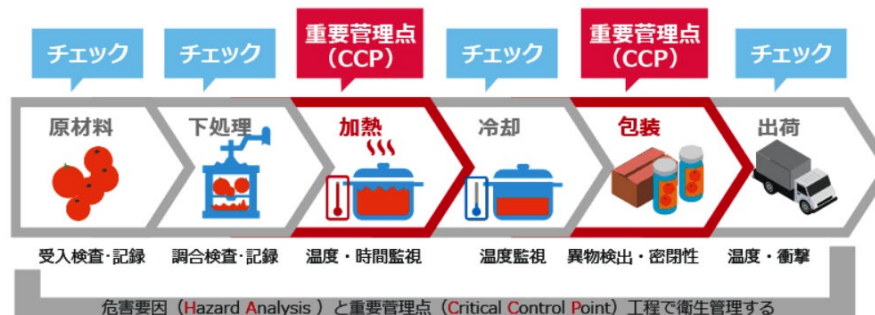 チェック
チェック
重要管理点
（CCP）
チェック
重要管理点
（CCP）
チェック
原材料
下処理
加熱
冷却
包装
出荷
受入検査・記録
調合検査・記録
温度・時間監視
温度監視
異物検出・密閉性
温度・衝撃
危害要因（Hazard Analysis ）と重要管理点（Critical Control Point）工程で衛生管理する